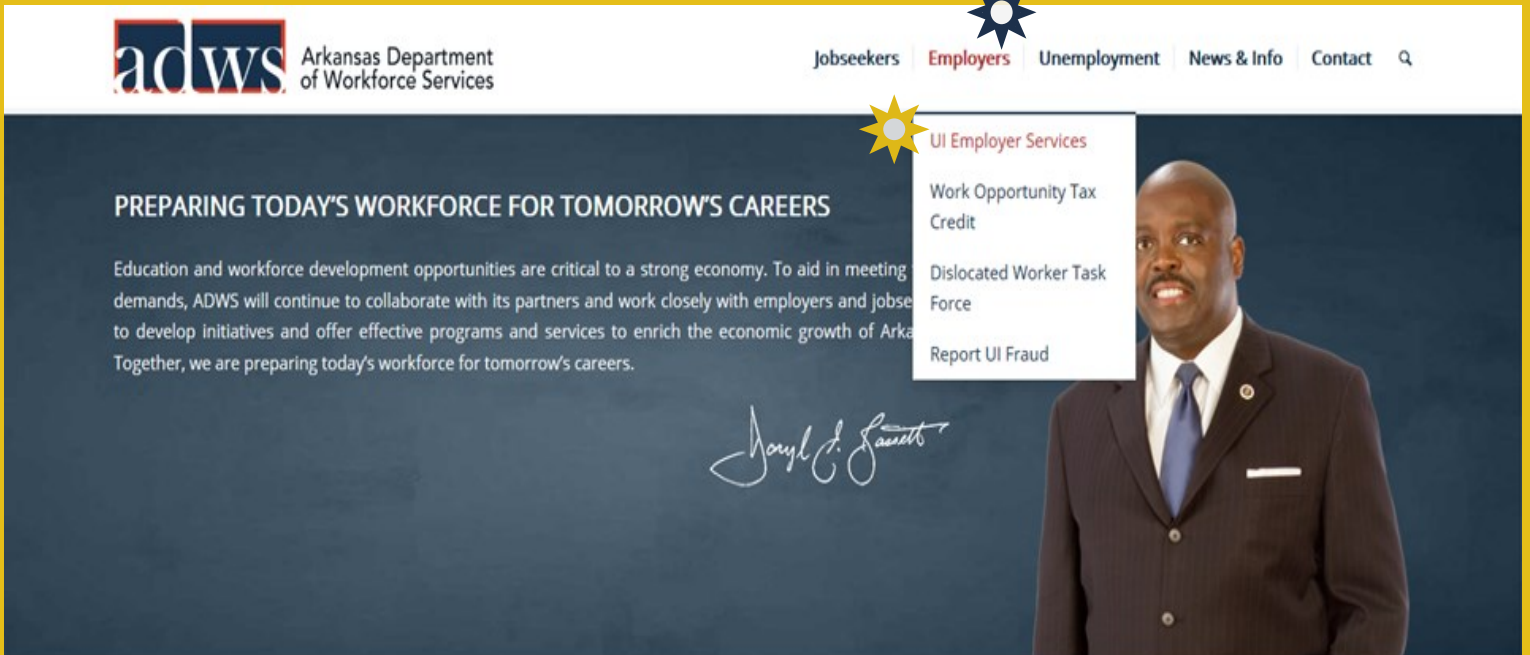 adws
Arkansas Department
of Workforce Services
Jobseekers Employers Unemployment News & Info Contact
UI Employer Services
Work Opportunity Tax
Credit
Dislocated Worker Task
Force
Report UI Fraud
PREPARING TODAY'S WORKFORCE FOR TOMORROW'S CAREERS
Education and workforce development opportunities are critical to a strong economy. To aid in meeting
demands, ADWS will continue to collaborate with its partners and work closely with employers and jobse
to develop initiatives and offer effective programs and services to enrich the economic growth of Arka
Together, we are preparing today's workforce for tomorrow's careers.
Daryl E. Bassett